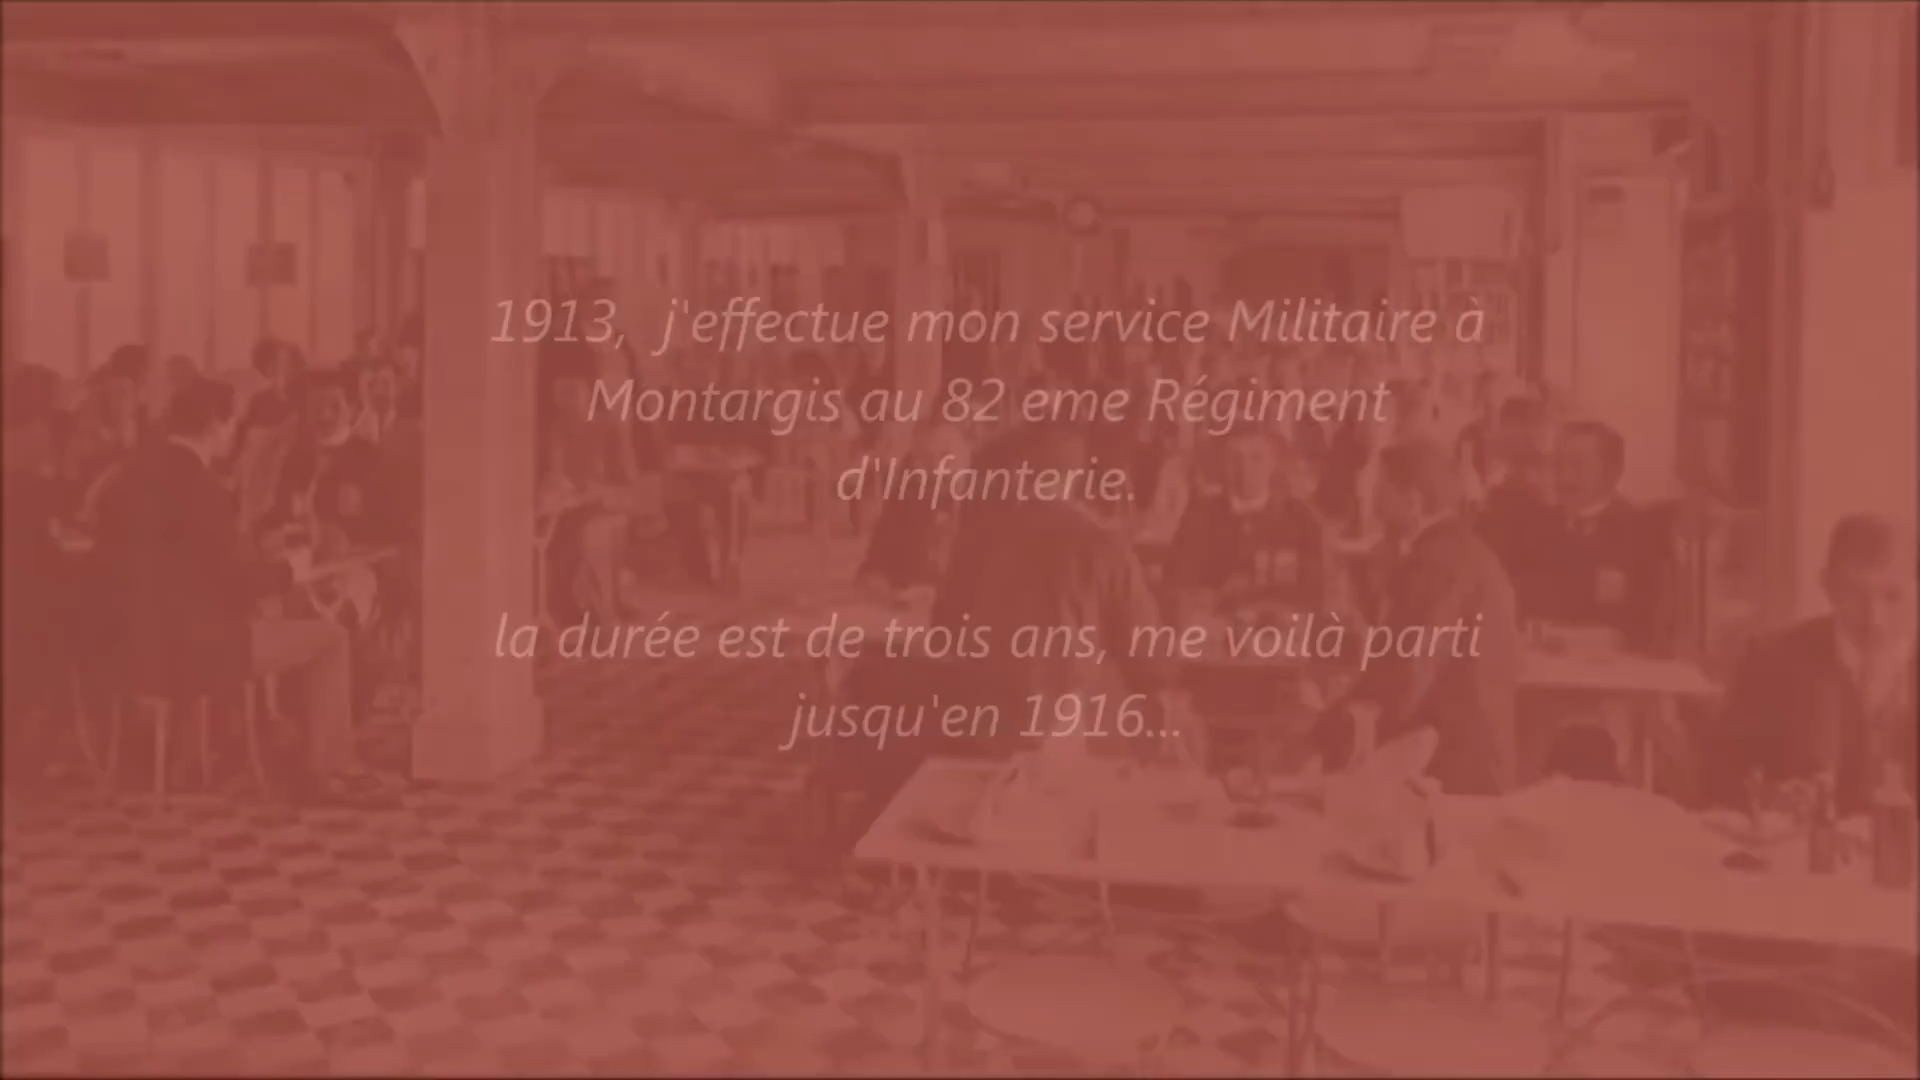 1913, j'effectue mon service Militaire à
Montargis au 82 eme Régiment
d'Infanterie.
la durée est de trois ans, me voilà parti
jusqu'en 1916...